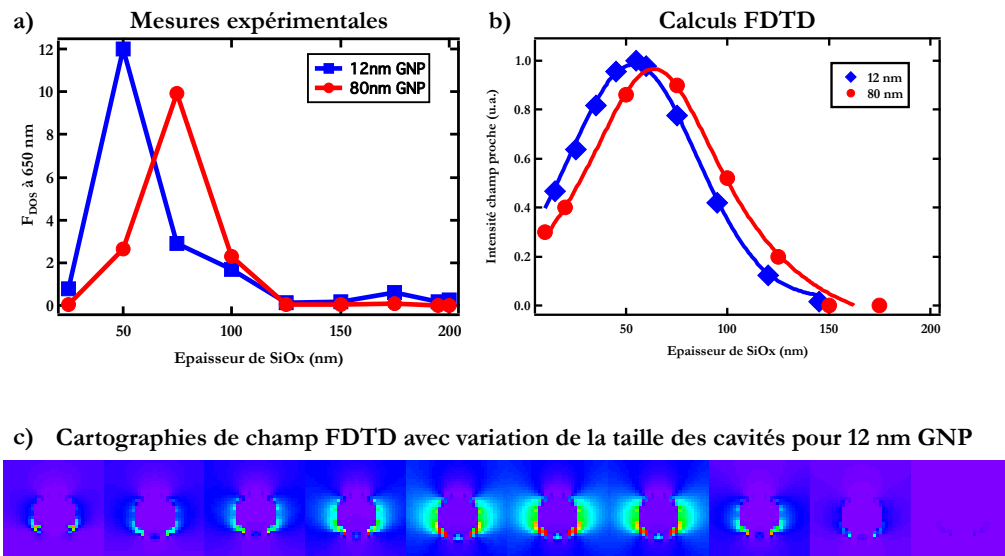 a) Mesures expérimentales
12
10
8
6
4
2
0
F_DOS à 650 nm
12nm GNP
80nm GNP
50 100 150 200
Epaisseur de SiOx (nm)
b) Calculs FDTD
1.0
0.8
0.6
0.4
0.2
0.0
Intensité champ proche (u.a.)
12 nm
80 nm
50 100 150 200
Epaisseur de SiOx (nm)
c) Cartographies de champ FDTD avec variation de la taille des cavités pour 12 nm GNP